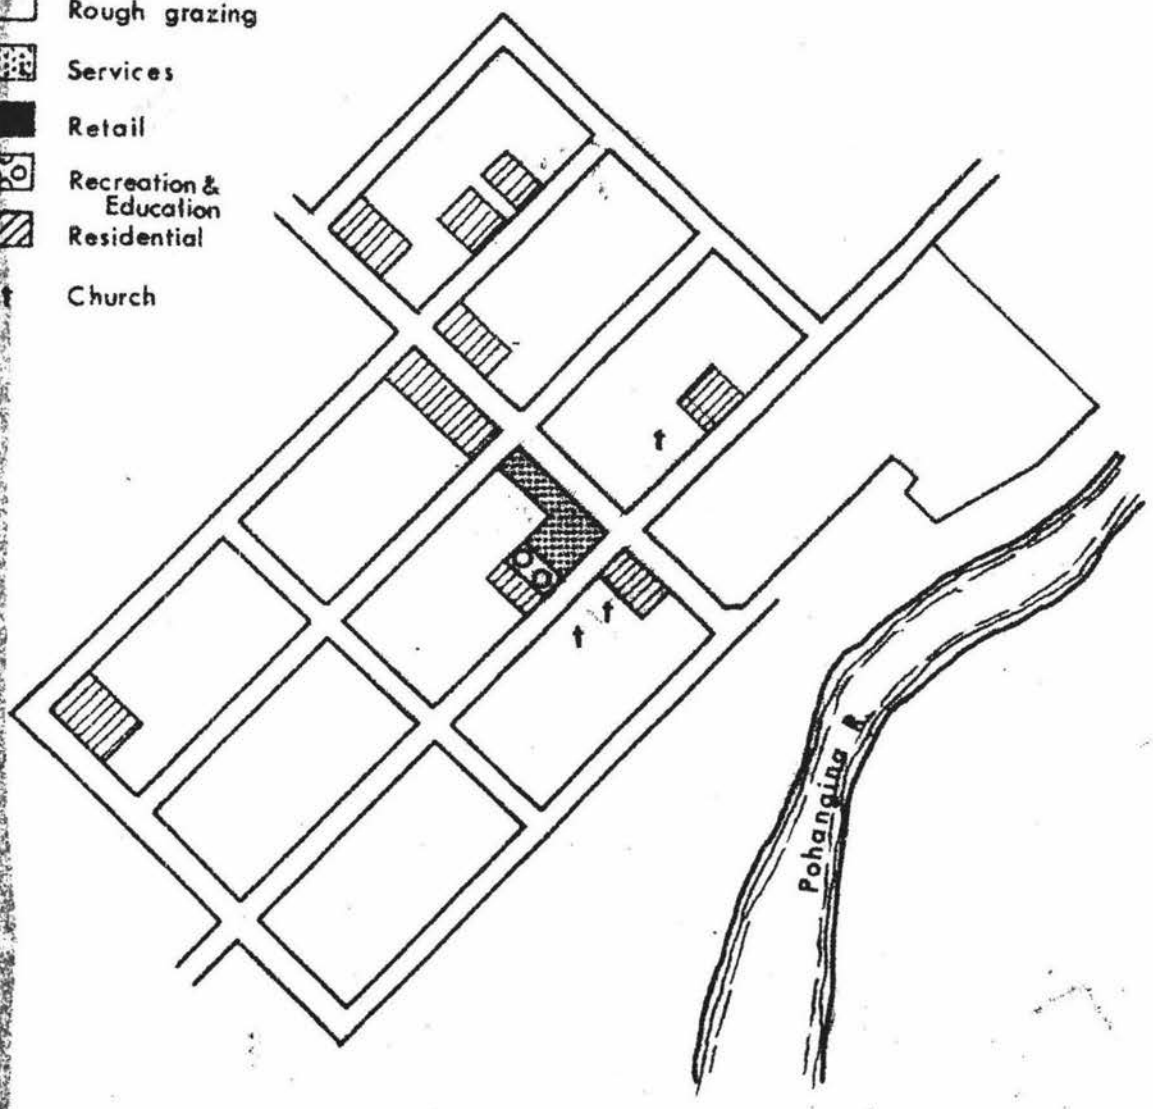 Rough grazing
Services
Retail
Recreation &
Education
Residential
Church
Pohangina R.